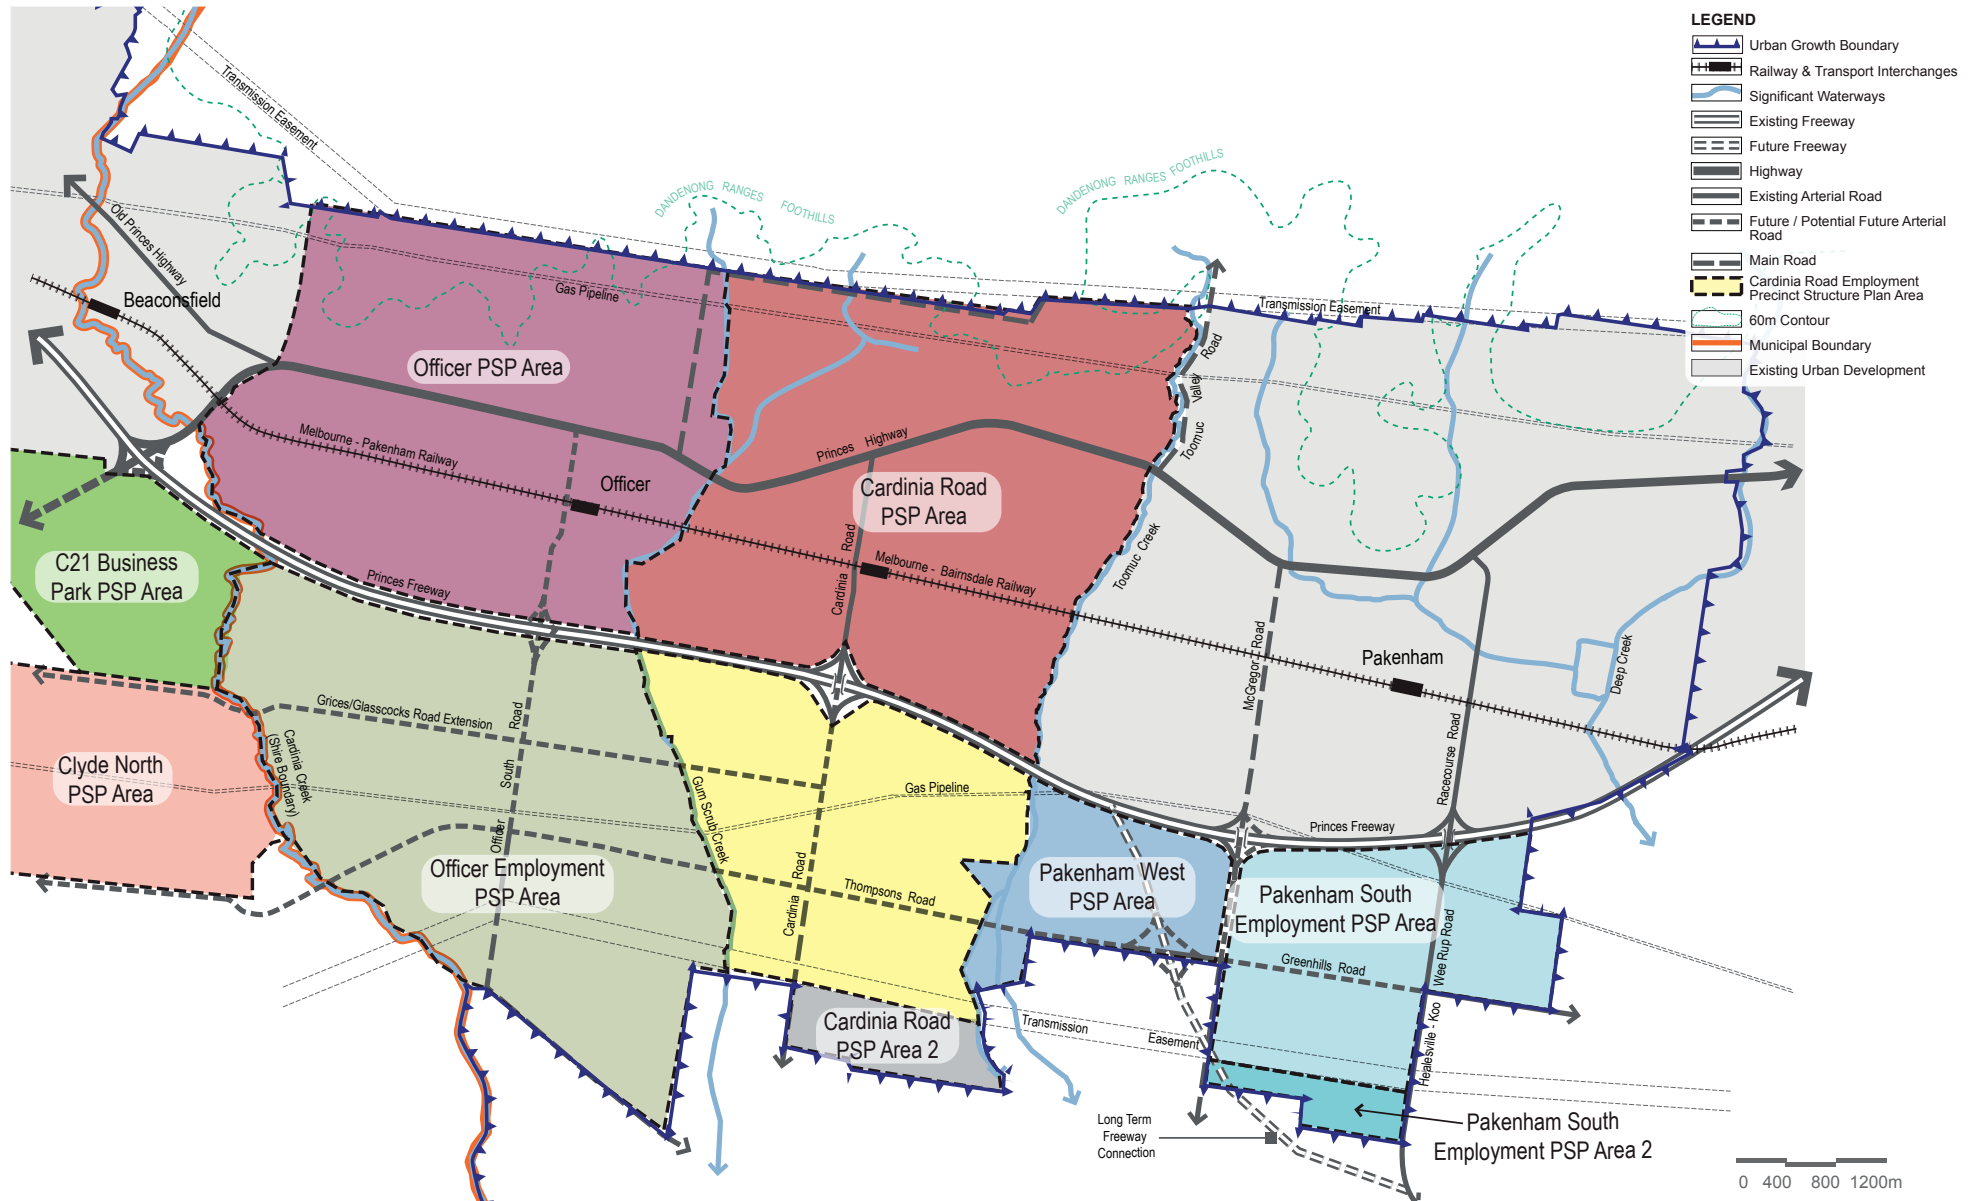 LEGEND
Urban Growth Boundary
Railway & Transport Interchanges
Significant Waterways
Existing Freeway
Future Freeway
Highway
Existing Arterial Road
Future / Potential Future Arterial
Road
Main Road
Cardinia Road Employment
Precinct Structure Plan Area
60m Contour
Municipal Boundary
Existing Urban Development
Transmission Easement
DANDENONG RANGES FOOTHILLS
DANDENONG RANGES FOOTHILLS
Old Princes Highway
Beaconsfield
Gas Pipeline
Transmission Easement
Officer PSP Area
Toomuc Valley Road
Melbourne - Pakenham Railway
Princes Highway
Officer
Cardinia Road
PSP Area
Cardinia Road
Melbourne - Bairnsdale Railway
Toomuc Creek
C21 Business
Park PSP Area
Princes Freeway
McGregor Road
Pakenham
Deep Creek
Racecourse Road
Grices/Glasscocks Road Extension
Cardinia Creek
(Shire Boundary)
Clyde North
PSP Area
Officer South Road
Gum Scrub Creek
Gas Pipeline
Princes Freeway
Officer Employment
PSP Area
Cardinia Road
Thompsons Road
Pakenham West
PSP Area
Pakenham South
Employment PSP Area
Greenhills Road
Healesville - Koo Wee Rup Road
Cardinia Road
PSP Area 2
Transmission Easement
Long Term
Freeway
Connection
Pakenham South
Employment PSP Area 2
0 400 800 1200m